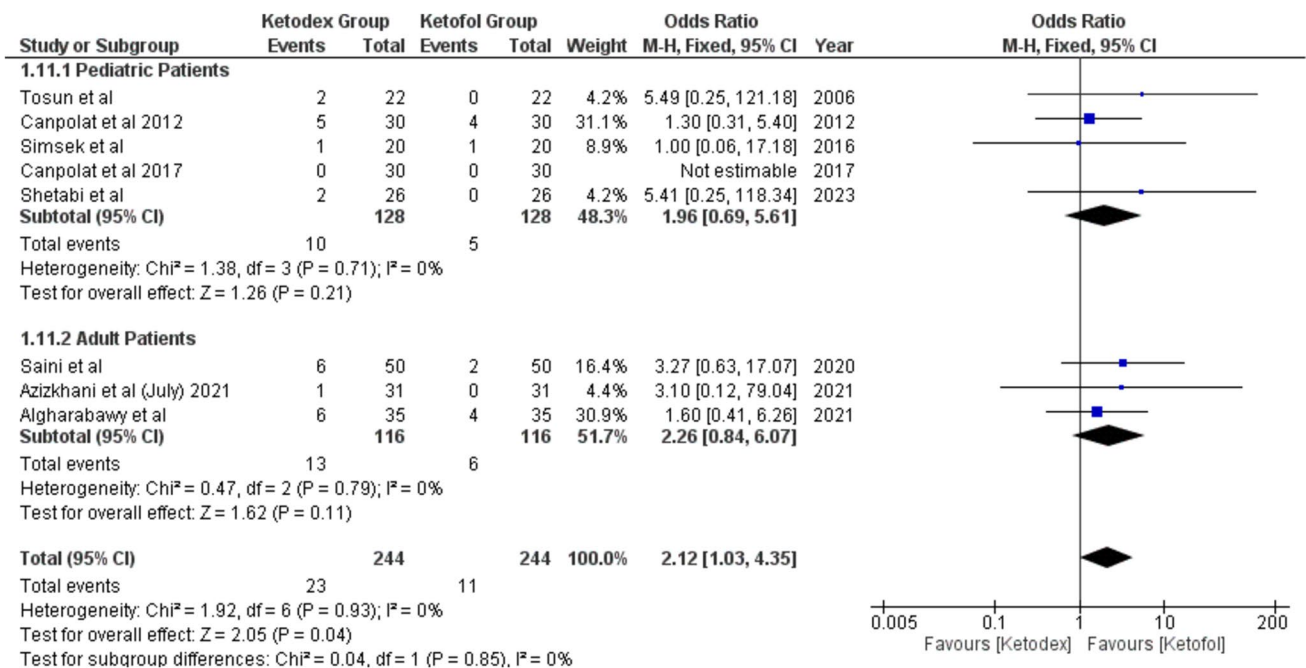 Ketodex Group Ketofol Group Odds Ratio Odds Ratio
Study or Subgroup Events Total Events Total Weight M-H, Fixed, 95% CI Year M-H, Fixed, 95% CI
1.11.1 Pediatric Patients
Tosun et al 2 22 0 22 4.2% 5.49 [0.25, 121.18] 2006
Canpolat et al 2012 5 30 4 30 31.1% 1.30 [0.31, 5.40] 2012
Simsek et al 1 20 1 20 8.9% 1.00 [0.06, 17.18] 2016
Canpolat et al 2017 0 30 0 30 Not estimable 2017
Shetabi et al 2 26 0 26 4.2% 5.41 [0.25, 118.34] 2023
Subtotal (95% CI) 128 128 48.3% 1.96 [0.69, 5.61]
Total events 10 5
Heterogeneity: Chi² = 1.38, df = 3 (P = 0.71); I² = 0%
Test for overall effect: Z = 1.26 (P = 0.21)
1.11.2 Adult Patients
Saini et al 6 50 2 50 16.4% 3.27 [0.63, 17.07] 2020
Azizkhani et al (July) 2021 1 31 0 31 4.4% 3.10 [0.12, 79.04] 2021
Algharabawy et al 6 35 4 35 30.9% 1.60 [0.41, 6.26] 2021
Subtotal (95% CI) 116 116 51.7% 2.26 [0.84, 6.07]
Total events 13 6
Heterogeneity: Chi² = 0.47, df = 2 (P = 0.79); I² = 0%
Test for overall effect: Z = 1.62 (P = 0.11)
Total (95% CI) 244 244 100.0% 2.12 [1.03, 4.35]
Total events 23 11
Heterogeneity: Chi² = 1.92, df = 6 (P = 0.93); I² = 0%
Test for overall effect: Z = 2.05 (P = 0.04)
Test for subgroup differences: Chi² = 0.04, df = 1 (P = 0.85), I² = 0%
0.005 0.1 1 10 200
Favours [Ketodex] Favours [Ketofol]